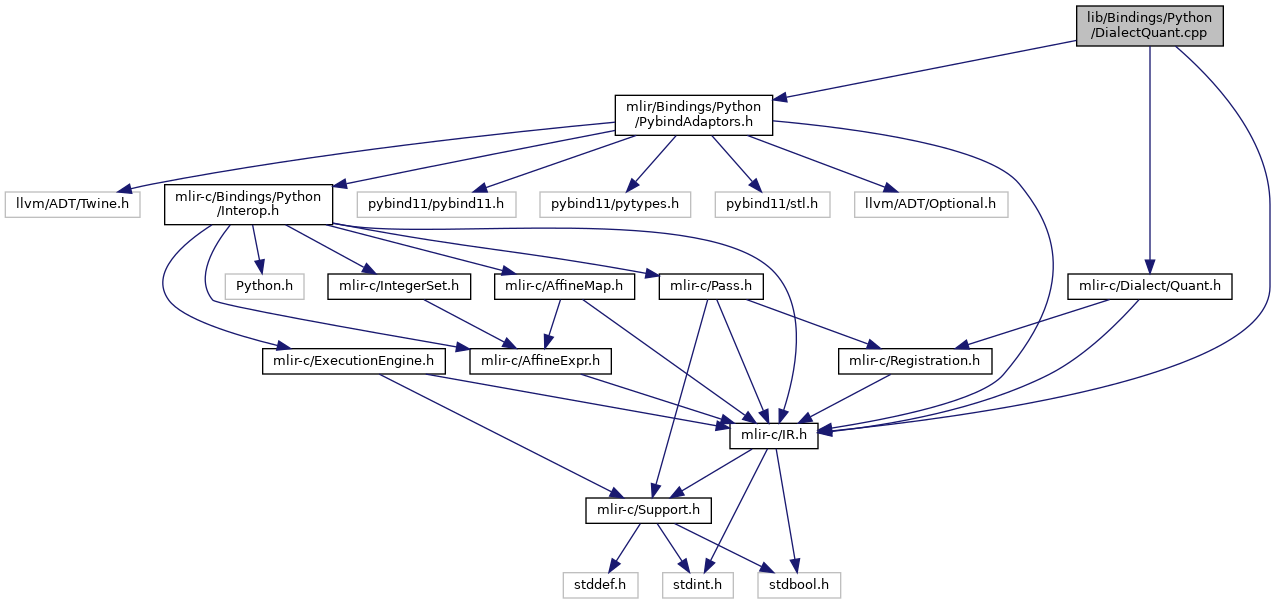 lib/Bindings/Python
/DialectQuant.cpp
mlir/Bindings/Python
/PybindAdaptors.h
llvm/ADT/Twine.h
mlir-c/Bindings/Python
/Interop.h
pybind11/pybind11.h
pybind11/pytypes.h
pybind11/stl.h
llvm/ADT/Optional.h
Python.h
mlir-c/IntegerSet.h
mlir-c/AffineMap.h
mlir-c/Pass.h
mlir-c/Dialect/Quant.h
mlir-c/ExecutionEngine.h
mlir-c/AffineExpr.h
mlir-c/Registration.h
mlir-c/IR.h
mlir-c/Support.h
stddef.h
stdint.h
stdbool.h